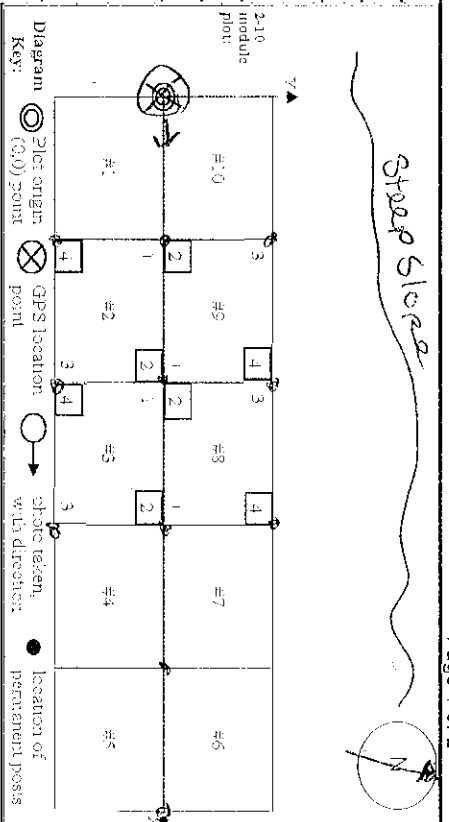 Steep Slope
N
2-10
module
plot:
#10 #9 #8 #7 #6
3 4 3 4
2 1 2 1
1 2 1 2
4 3 4 3
#1 #2 #3 #4 #5
Diagram Key:
Plot origin (0,0) point
GPS location point
photo taken, with direction
location of permanent posts